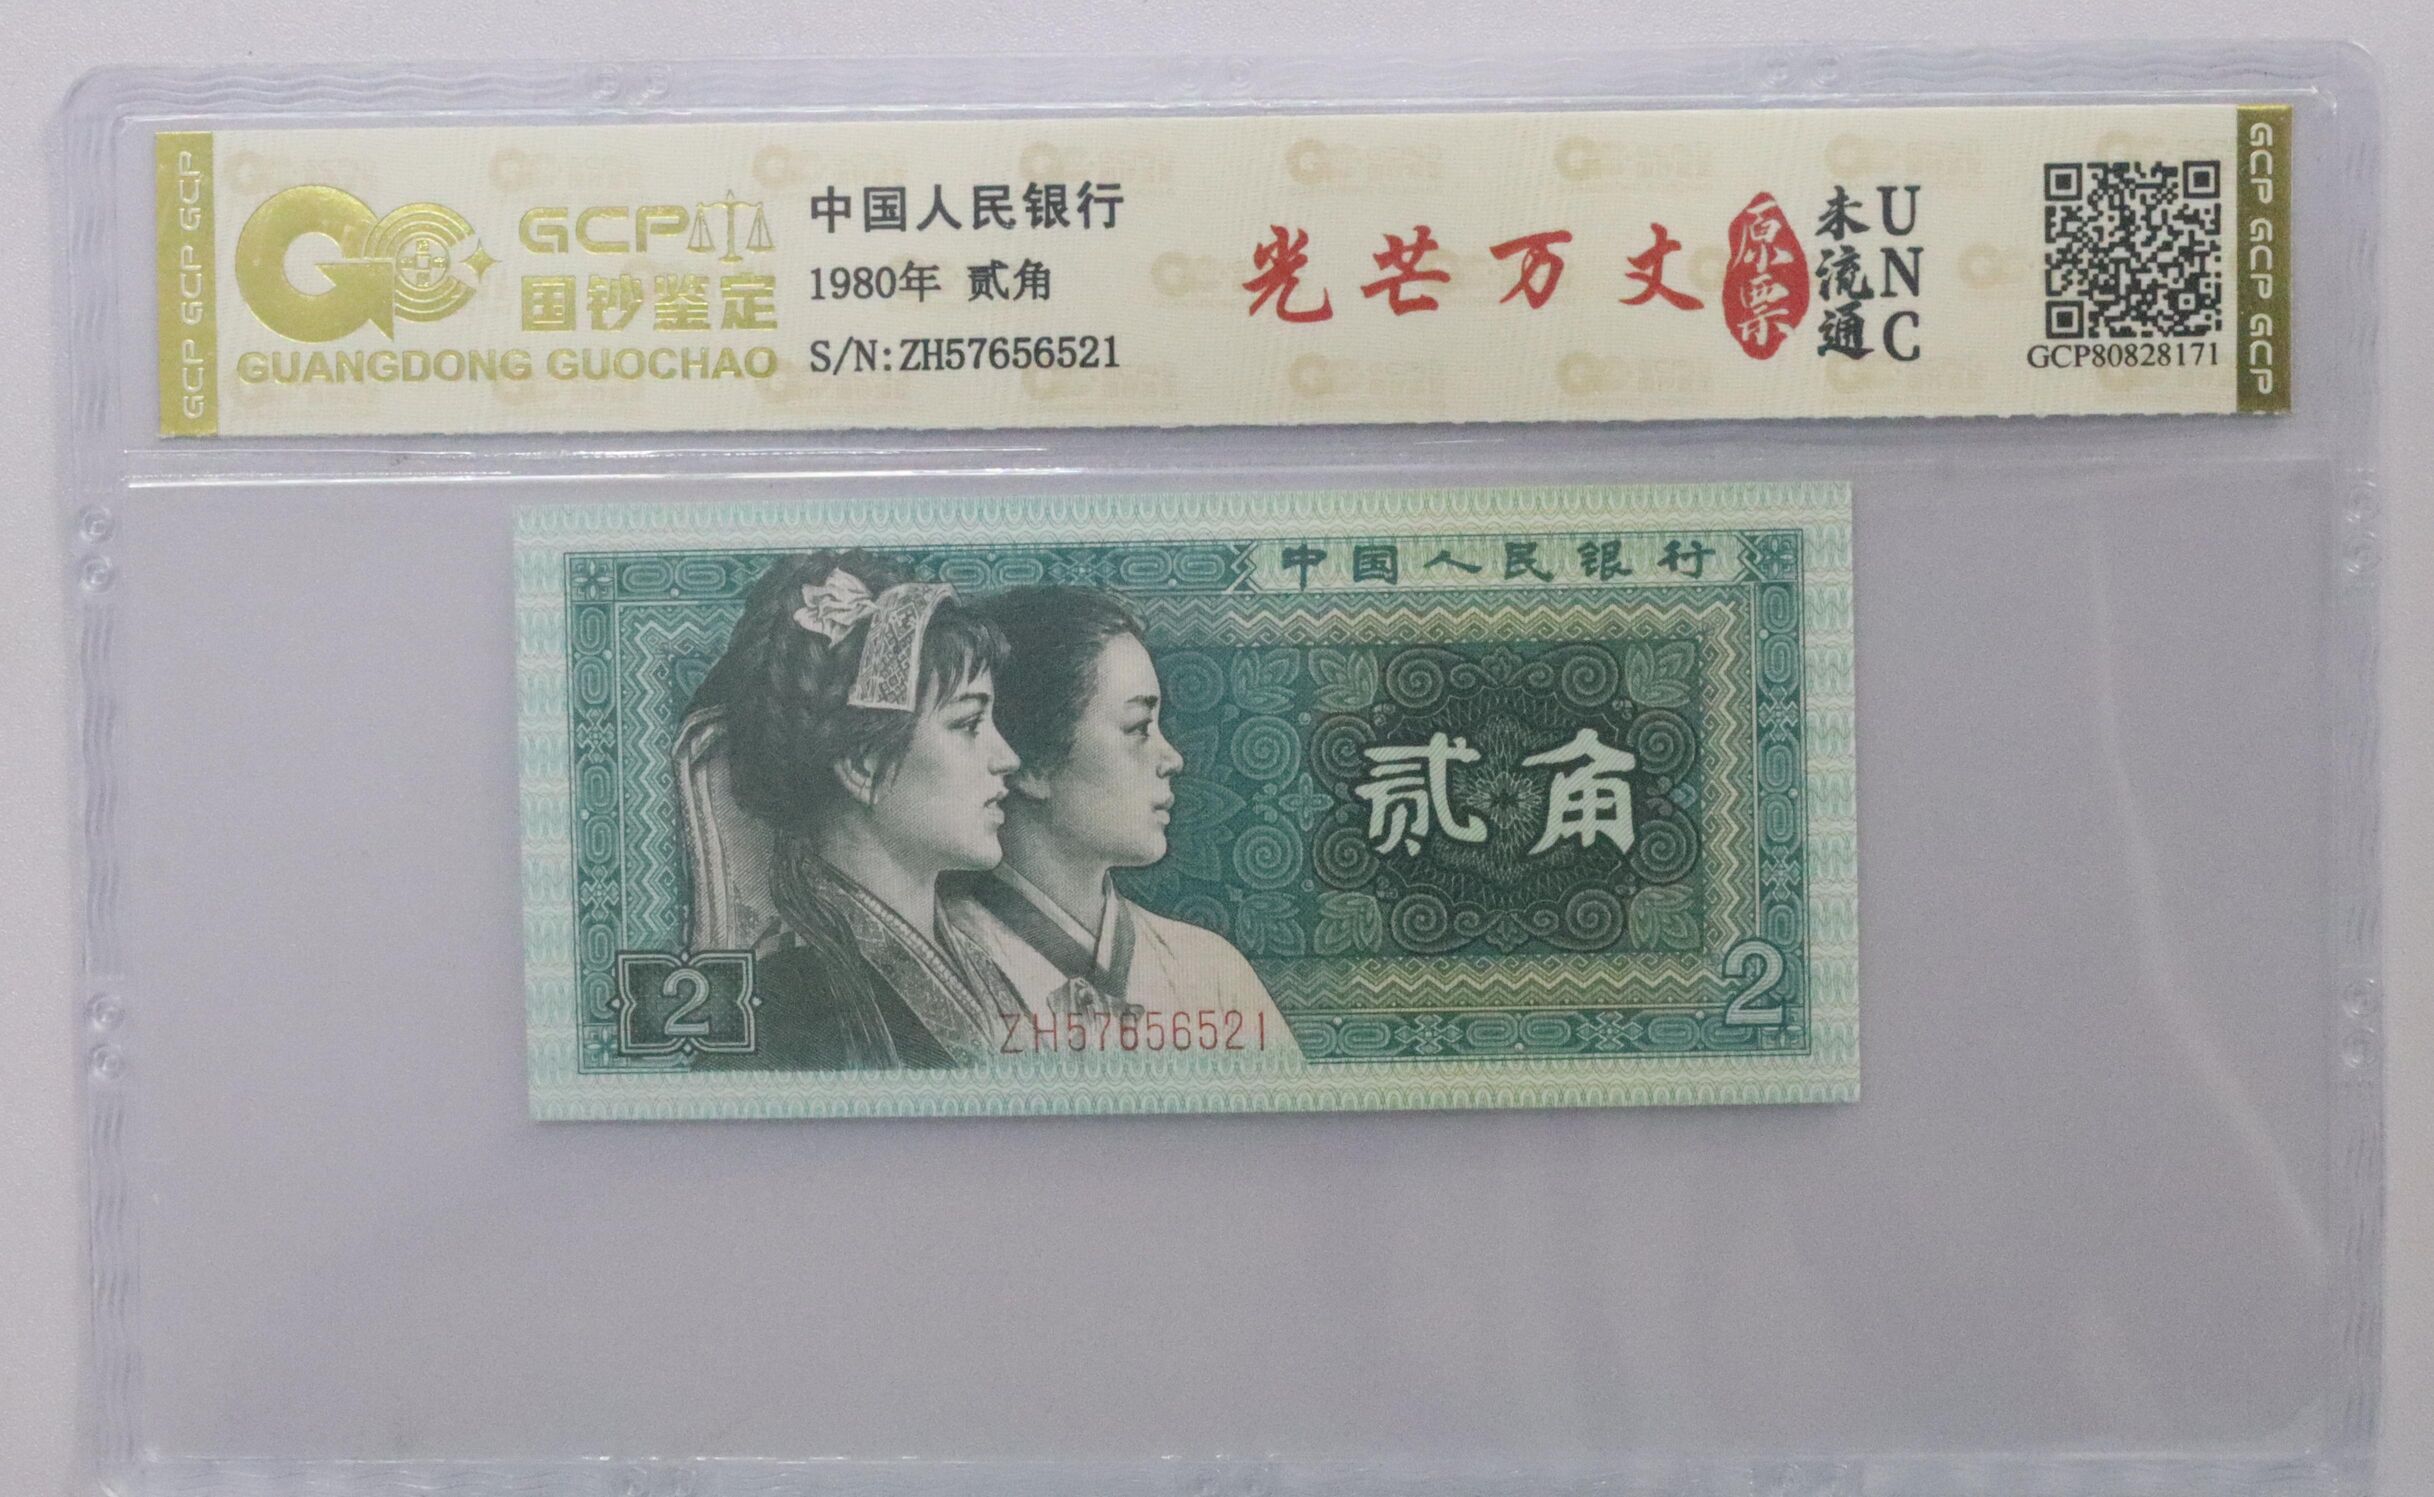 GCP GCP GCP
GCP
国钞鉴定
GUANGDONG GUOCHAO
中国人民银行
1980年 贰角
S/N:ZH57656521
光芒万丈
原票
未流通
UNC
GCP80828171
GCP GCP GCP
中国人民银行
贰角
2
2
ZH57656521